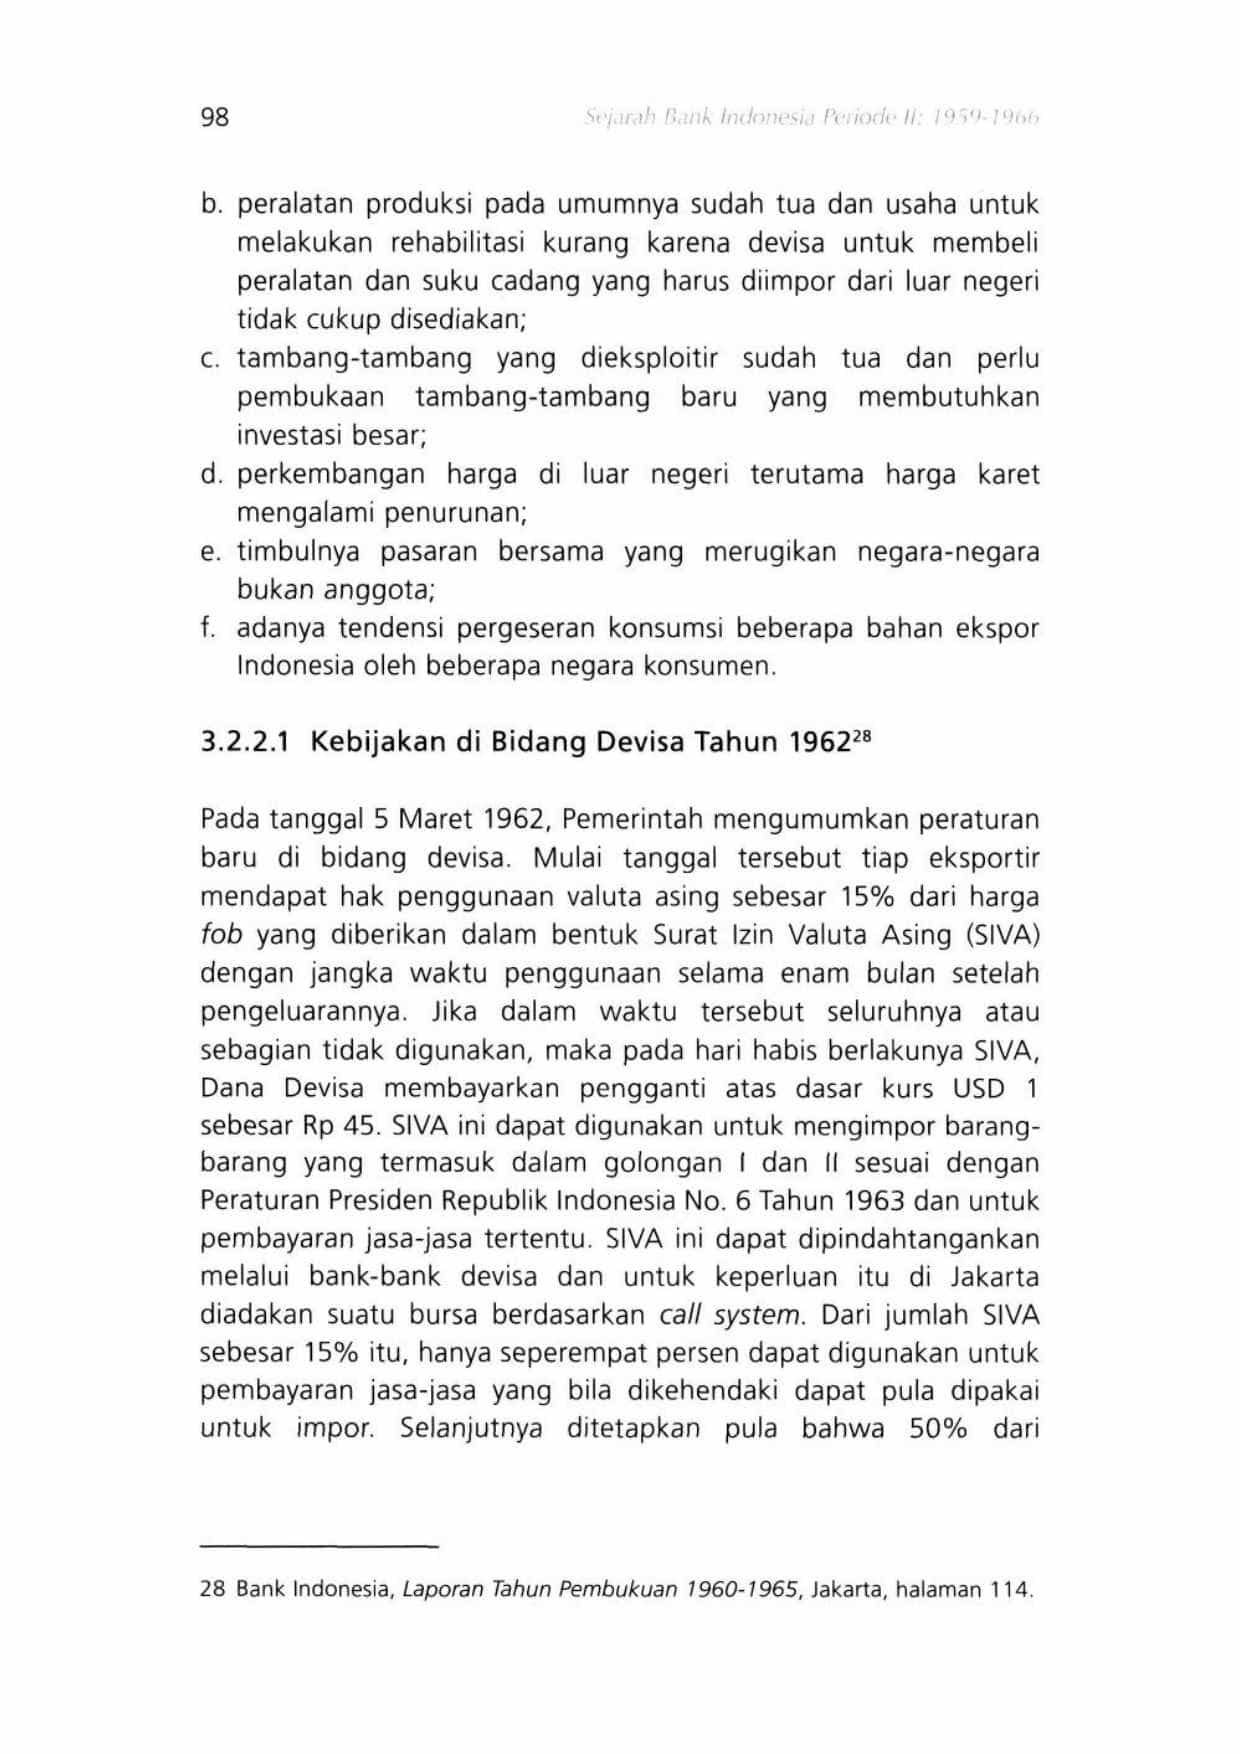 98
Sejarah Bank Indonesia Periode II: 1959-1966
b. peralatan produksi pada umumnya sudah tua dan usaha untuk
melakukan rehabilitasi kurang karena devisa untuk membeli
peralatan dan suku cadang yang harus diimpor dari luar negeri
tidak cukup disediakan;
c. tambang-tambang yang dieksploitir sudah tua dan perlu
pembukaan tambang-tambang baru yang membutuhkan
investasi besar;
d. perkembangan harga di luar negeri terutama harga karet
mengalami penurunan;
e. timbulnya pasaran bersama yang merugikan negara-negara
bukan anggota;
f. adanya tendensi pergeseran konsumsi beberapa bahan ekspor
Indonesia oleh beberapa negara konsumen.
3.2.2.1 Kebijakan di Bidang Devisa Tahun 1962²⁸
Pada tanggal 5 Maret 1962, Pemerintah mengumumkan peraturan
baru di bidang devisa. Mulai tanggal tersebut tiap eksportir
mendapat hak penggunaan valuta asing sebesar 15% dari harga
fob yang diberikan dalam bentuk Surat Izin Valuta Asing (SIVA)
dengan jangka waktu penggunaan selama enam bulan setelah
pengeluarannya. Jika dalam waktu tersebut seluruhnya atau
sebagian tidak digunakan, maka pada hari habis berlakunya SIVA,
Dana Devisa membayarkan pengganti atas dasar kurs USD 1
sebesar Rp 45. SIVA ini dapat digunakan untuk mengimpor barang-
barang yang termasuk dalam golongan I dan II sesuai dengan
Peraturan Presiden Republik Indonesia No. 6 Tahun 1963 dan untuk
pembayaran jasa-jasa tertentu. SIVA ini dapat dipindahtangankan
melalui bank-bank devisa dan untuk keperluan itu di Jakarta
diadakan suatu bursa berdasarkan call system. Dari jumlah SIVA
sebesar 15% itu, hanya seperempat persen dapat digunakan untuk
pembayaran jasa-jasa yang bila dikehendaki dapat pula dipakai
untuk impor. Selanjutnya ditetapkan pula bahwa 50% dari
28 Bank Indonesia, Laporan Tahun Pembukuan 1960-1965, Jakarta, halaman 114.